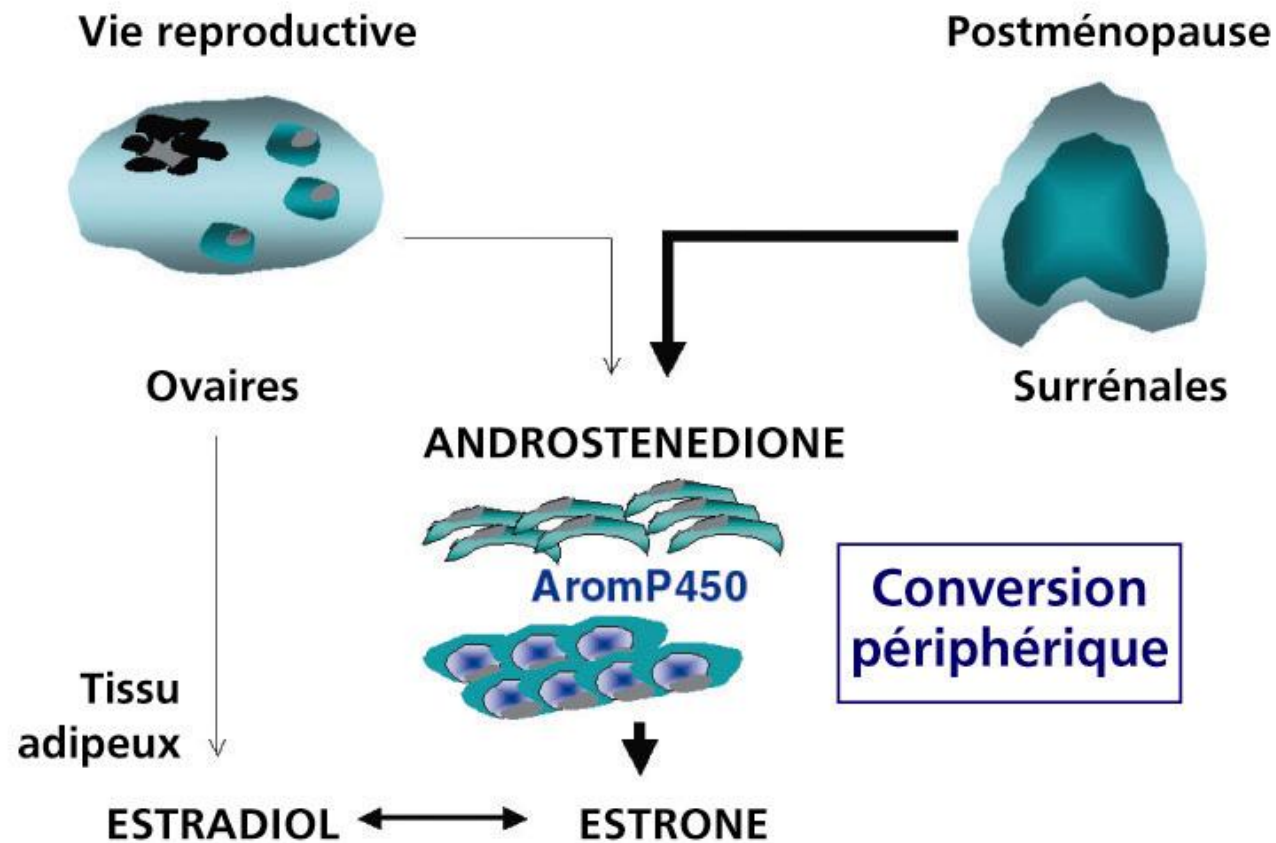 Vie reproductive
Postménopause
Ovaires
Surrénales
ANDROSTENEDIONE
AromP450
Conversion
périphérique
Tissu
adipeux
ESTRADIOL
ESTRONE